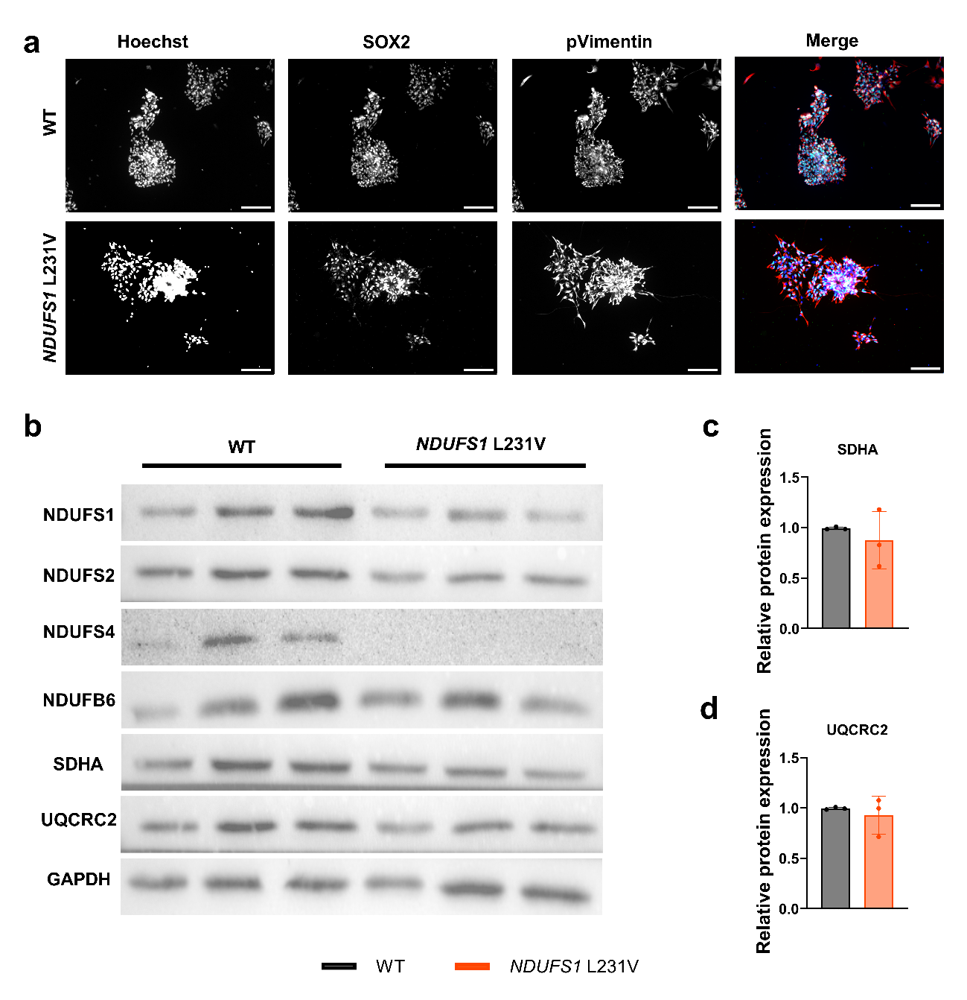 a
Hoechst SOX2 pVimentin Merge
WT
NDUFS1 L231V
b
WT NDUFS1 L231V
NDUFS1
NDUFS2
NDUFS4
NDUFB6
SDHA
UQCRC2
GAPDH
c
SDHA
Relative protein expression
1.5
1.0
0.5
0.0
d
UQCRC2
Relative protein expression
1.5
1.0
0.5
0.0
WT NDUFS1 L231V